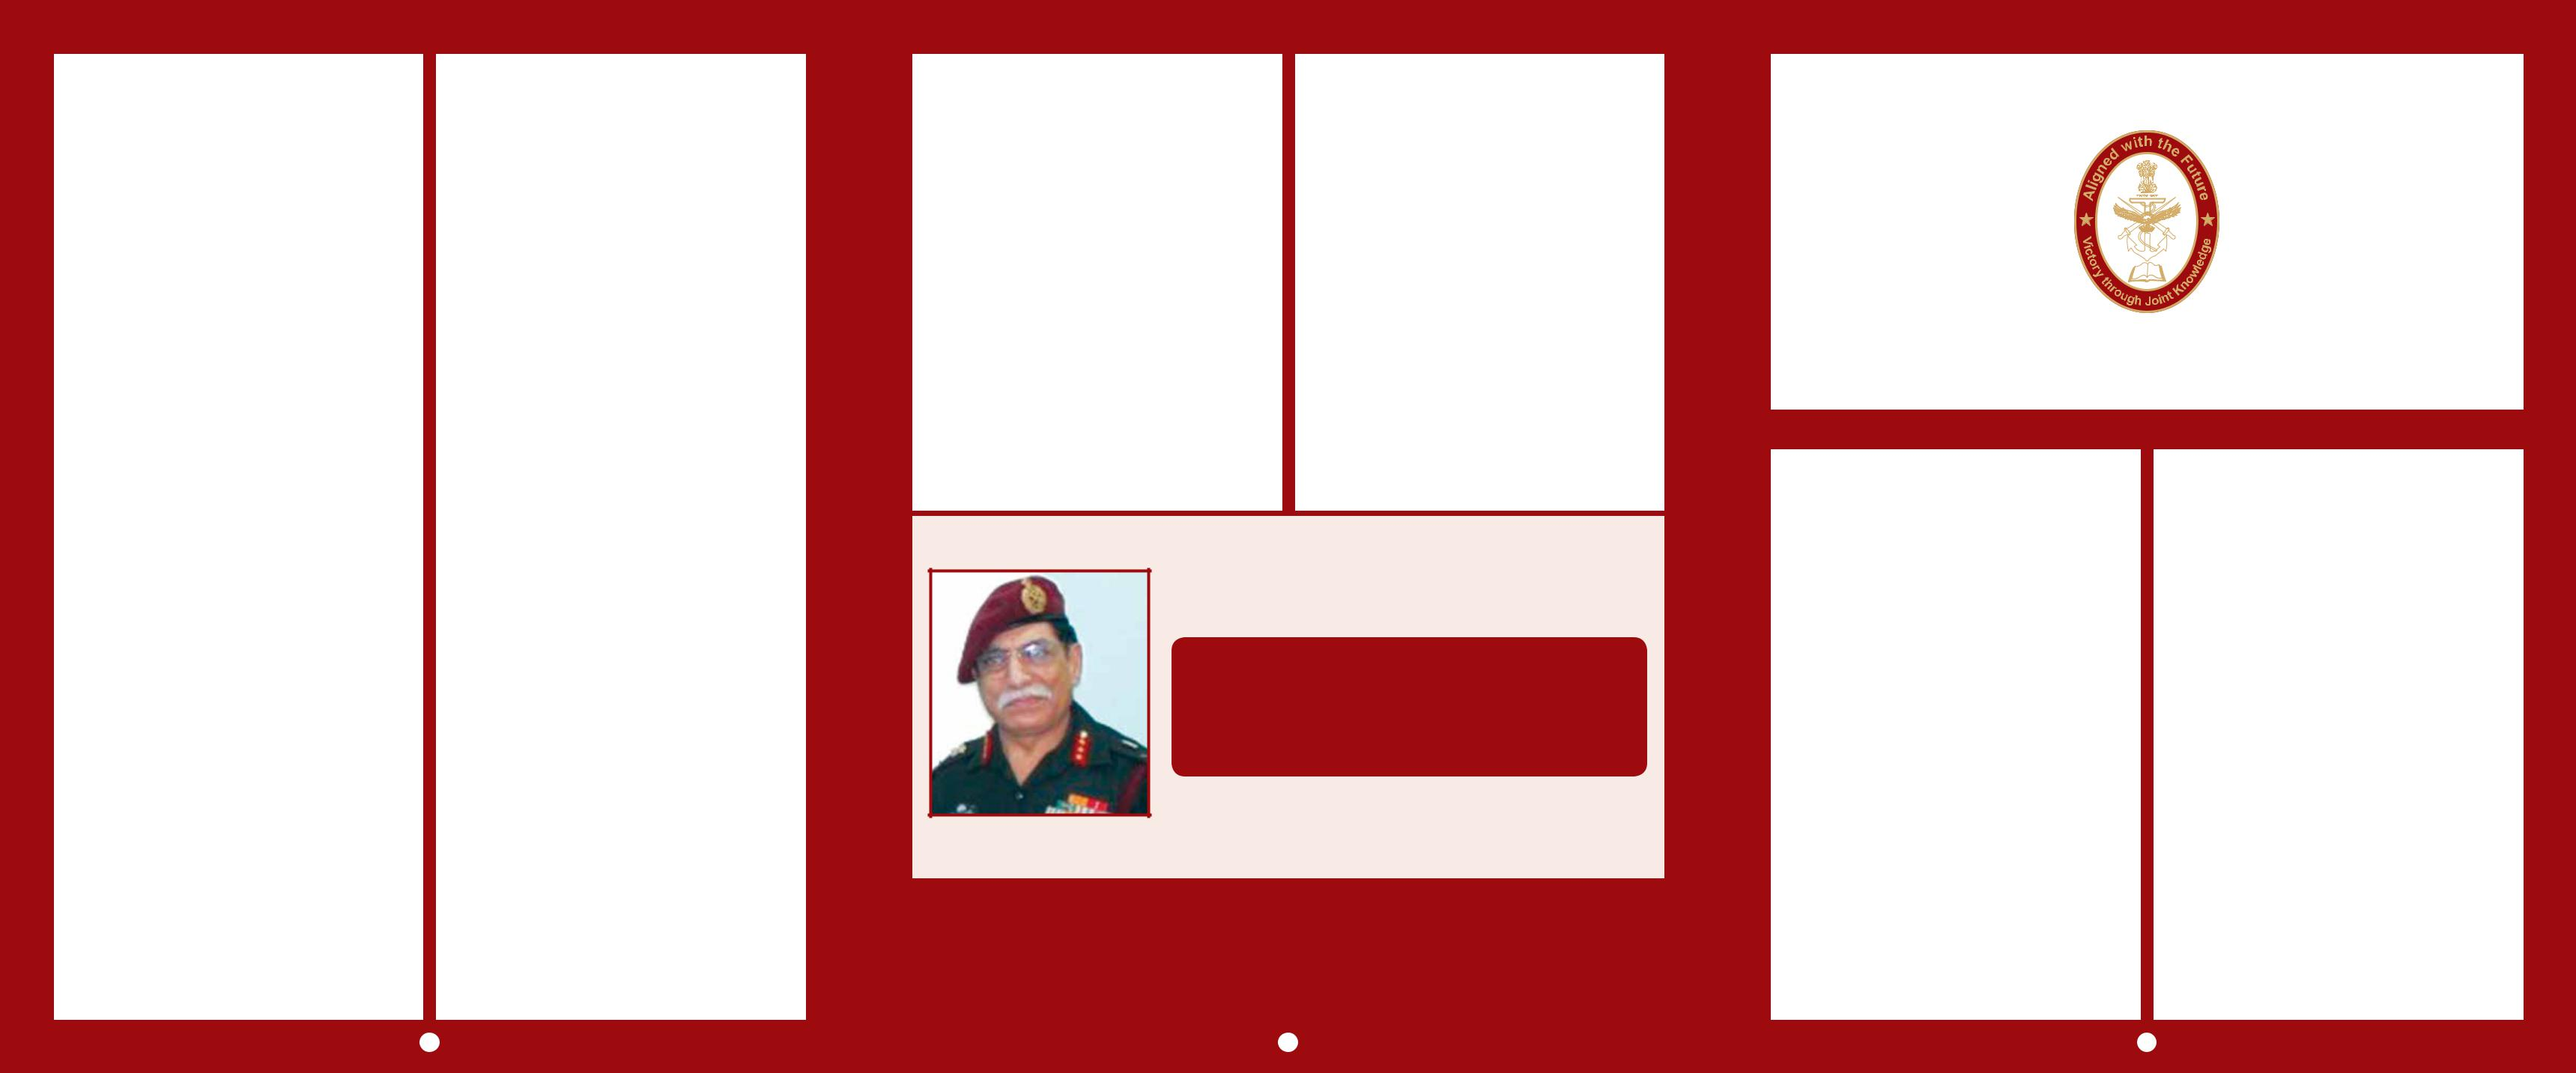 Aligned with the Future
Victory through Joint Knowledge